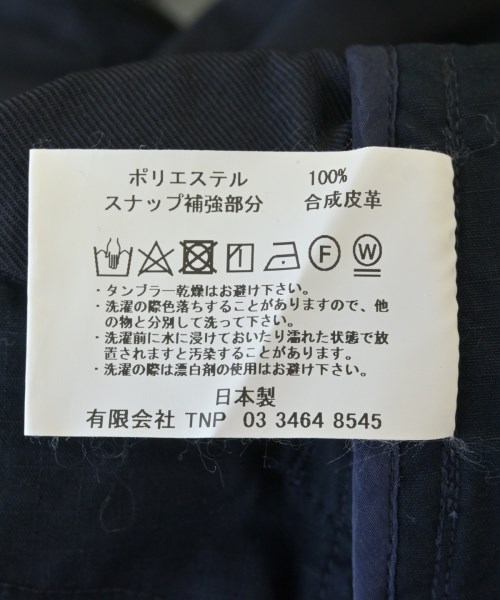 ポリエステル 100%
スナップ補強部分 合成皮革
・タンブラー乾燥はお避け下さい。
・洗濯の際色落ちすることがありますので、他
の物と分別して洗って下さい。
・洗濯前に水に浸けておいたり濡れた状態で放
置されますと汚染することがあります。
・洗濯の際は漂白剤の使用はお避け下さい。
日本製
有限会社 TNP 03 3464 8545